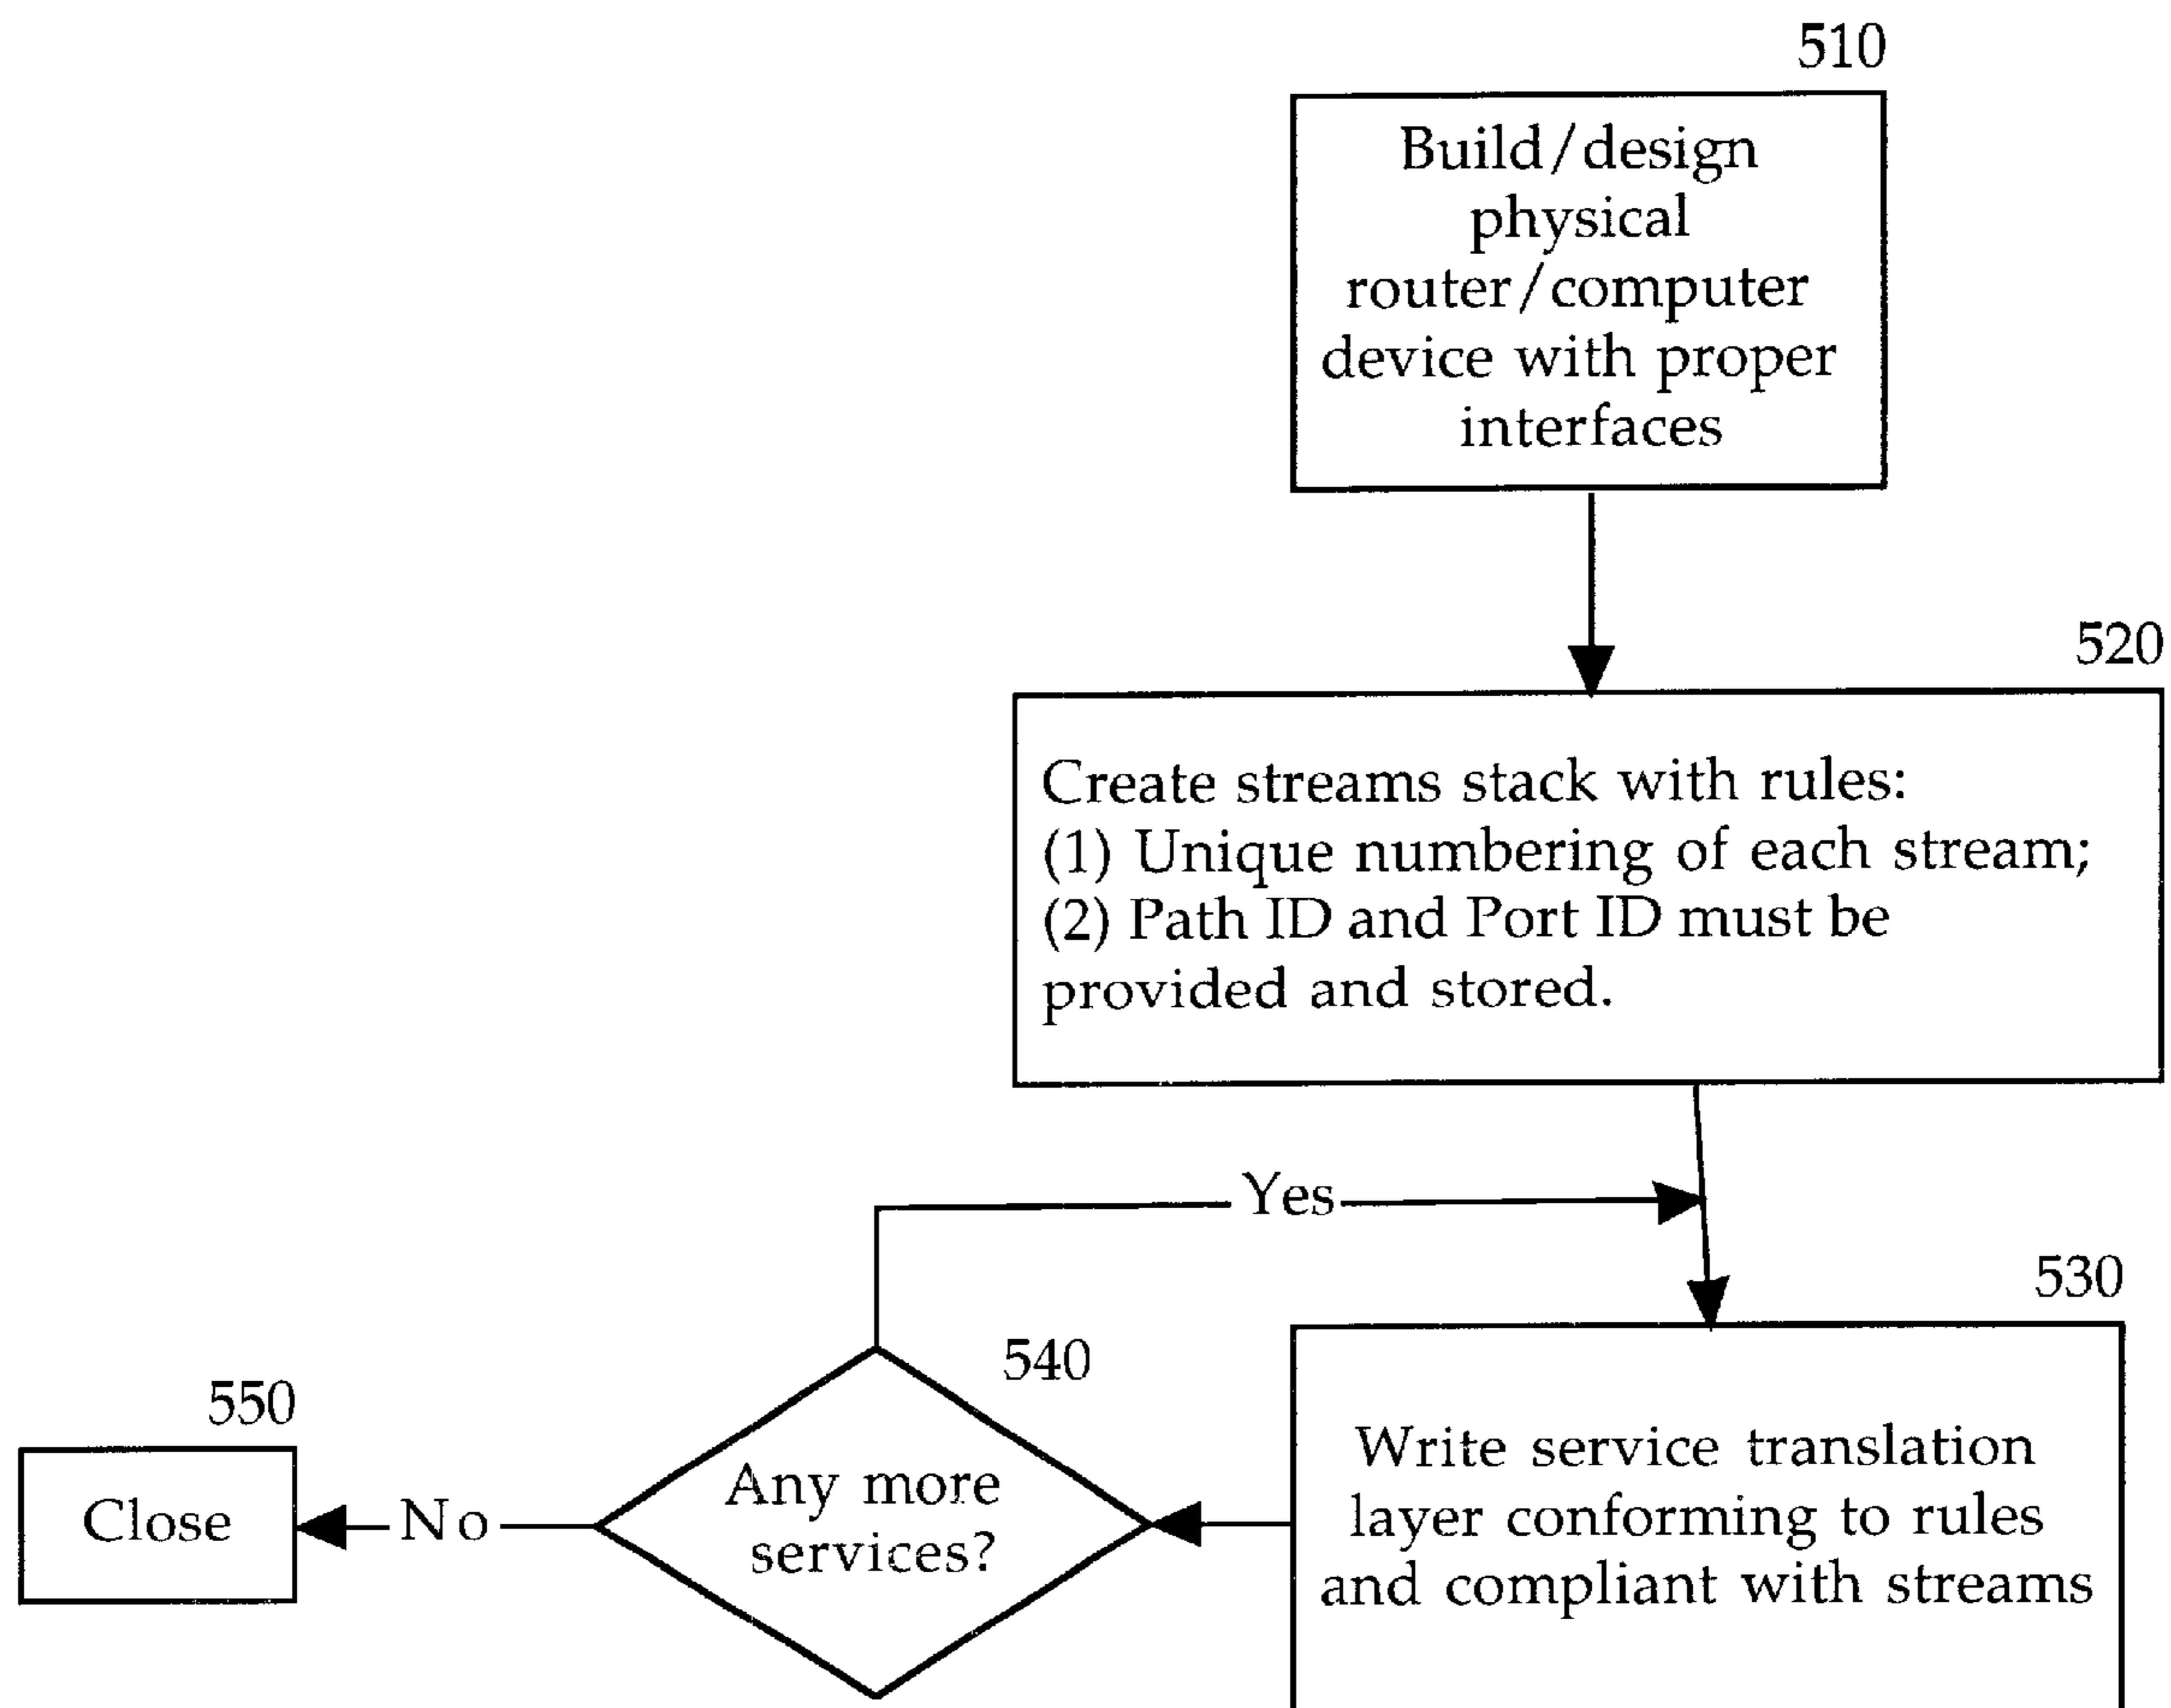 510
Build/design
physical
router/computer
device with proper
interfaces
520
Create streams stack with rules:
(1) Unique numbering of each stream;
(2) Path ID and Port ID must be
provided and stored.
Yes
530
Write service translation
layer conforming to rules
and compliant with streams
540
Any more
services?
No
550
Close